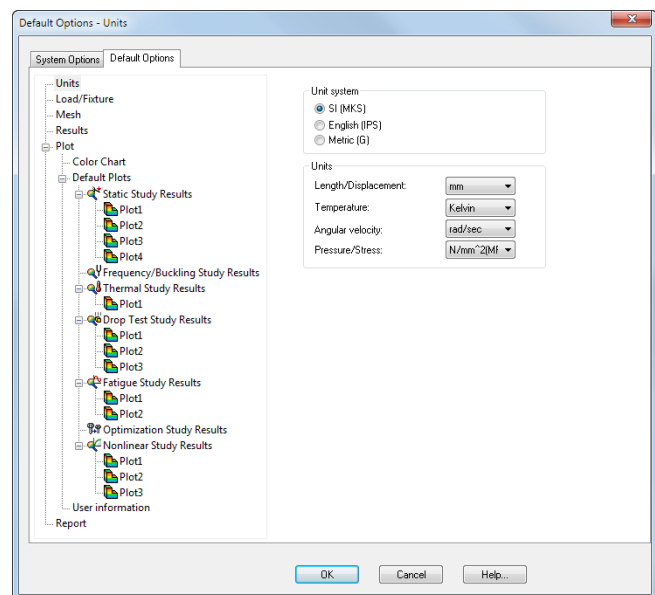 Default Options - Units
System Options
Default Options
Units
Load/Fixture
Mesh
Results
Plot
Color Chart
Default Plots
Static Study Results
Plot1
Plot2
Plot3
Plot4
Frequency/Buckling Study Results
Thermal Study Results
Plot1
Drop Test Study Results
Plot1
Plot2
Plot3
Fatigue Study Results
Plot1
Plot2
Optimization Study Results
Nonlinear Study Results
Plot1
Plot2
Plot3
User information
Report
Unit system
SI (MKS)
English (IPS)
Metric (G)
Units
Length/Displacement: mm
Temperature: Kelvin
Angular velocity: rad/sec
Pressure/Stress: N/mm^2(MF
OK
Cancel
Help...